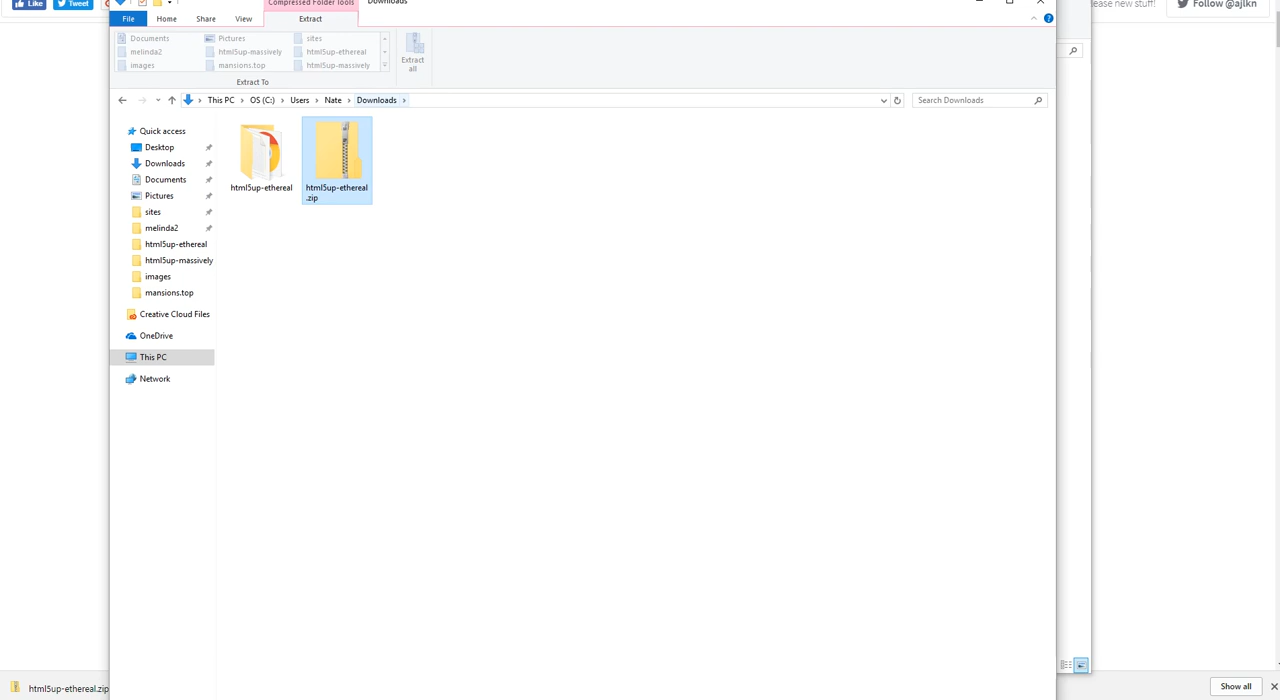 Like
Tweet
Compressed Folder Tools
Downloads
lease new stuff!
Follow @ajlkn
File
Home
Share
View
Extract
Documents
Pictures
sites
melinda2
html5up-massively
html5up-ethereal
images
mansions.top
html5up-massively
Extract
all
Extract To
This PC
OS (C:)
Users
Nate
Downloads
Search Downloads
Quick access
Desktop
Downloads
Documents
Pictures
sites
melinda2
html5up-ethereal
html5up-massively
images
mansions.top
Creative Cloud Files
OneDrive
This PC
Network
html5up-ethereal
html5up-ethereal
.zip
html5up-ethereal.zip
Show all